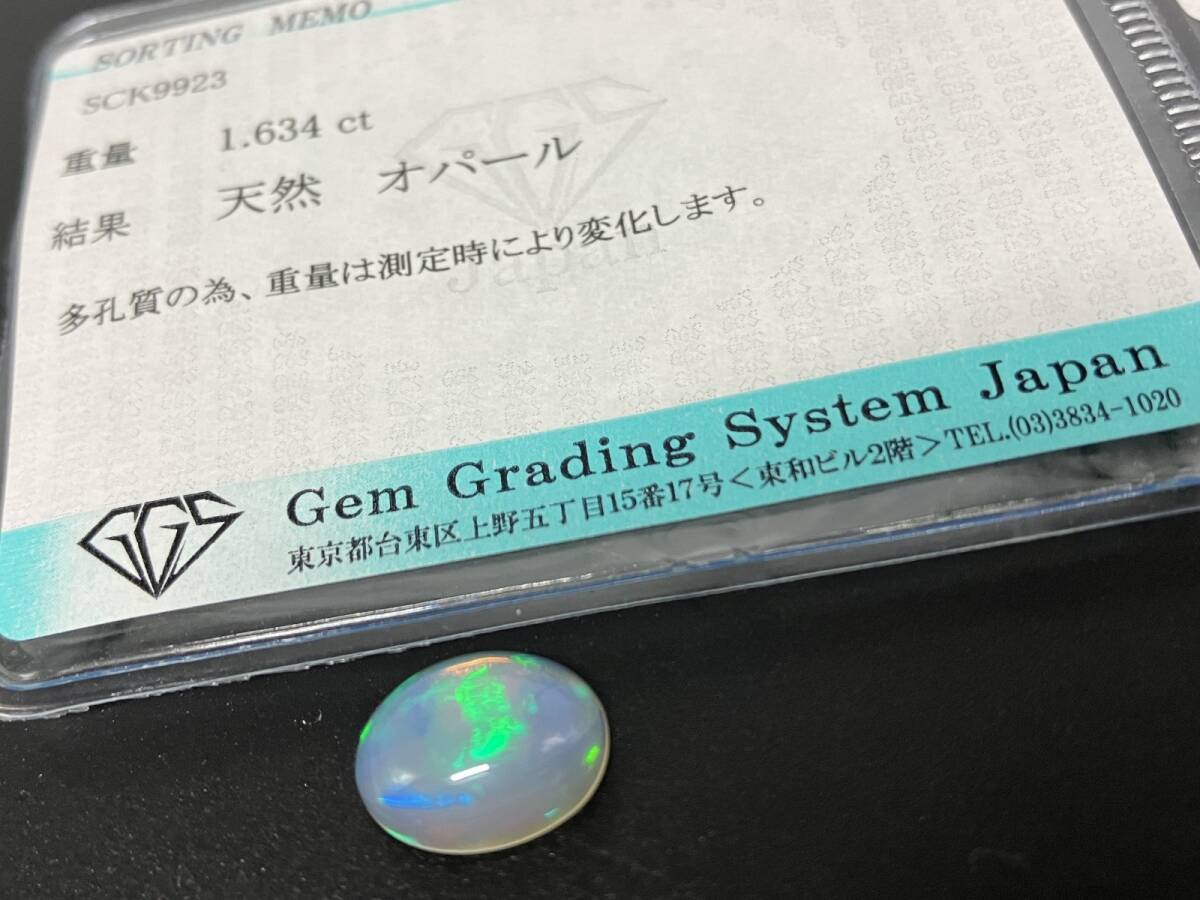 SORTING MEMO
SCK9923
重量 1.634 ct
結果 天然 オパール
多孔質の為、重量は測定時により変化します。
GGS
Japan
GGS
Gem Grading System Japan
東京都台東区上野五丁目15番17号<東和ビル2階>TEL.(03)3834-1020